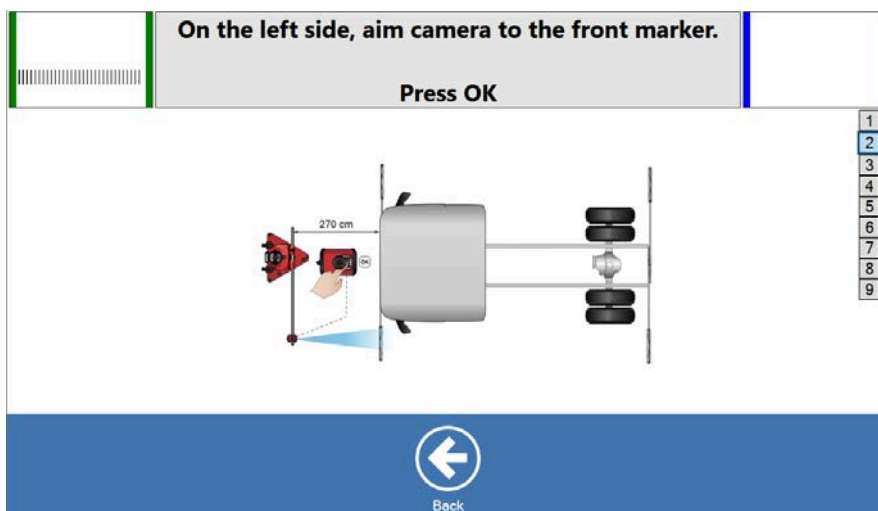 On the left side, aim camera to the front marker.
Press OK
1
2
3
4
5
6
7
8
9
270 cm
OK
Back